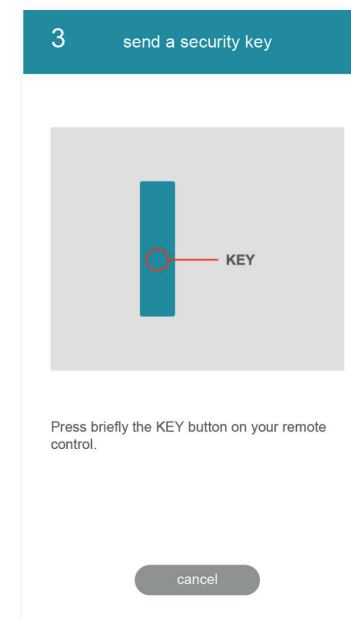 3 send a security key
KEY
Press briefly the KEY button on your remote
control.
cancel